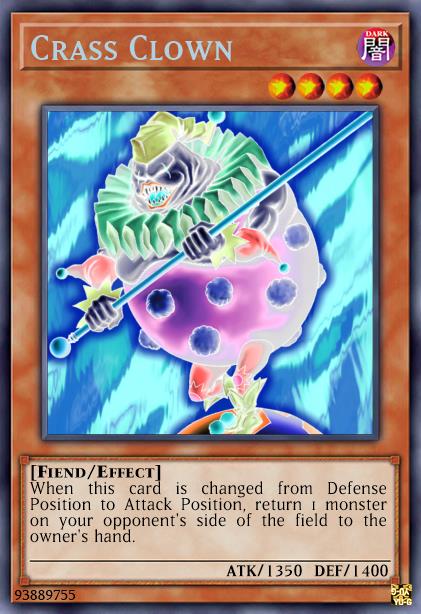 Crass Clown
DARK
闇
[Fiend/Effect]
When this card is changed from Defense
Position to Attack Position, return 1 monster
on your opponent's side of the field to the
owner's hand.
ATK/1350 DEF/1400
93889755